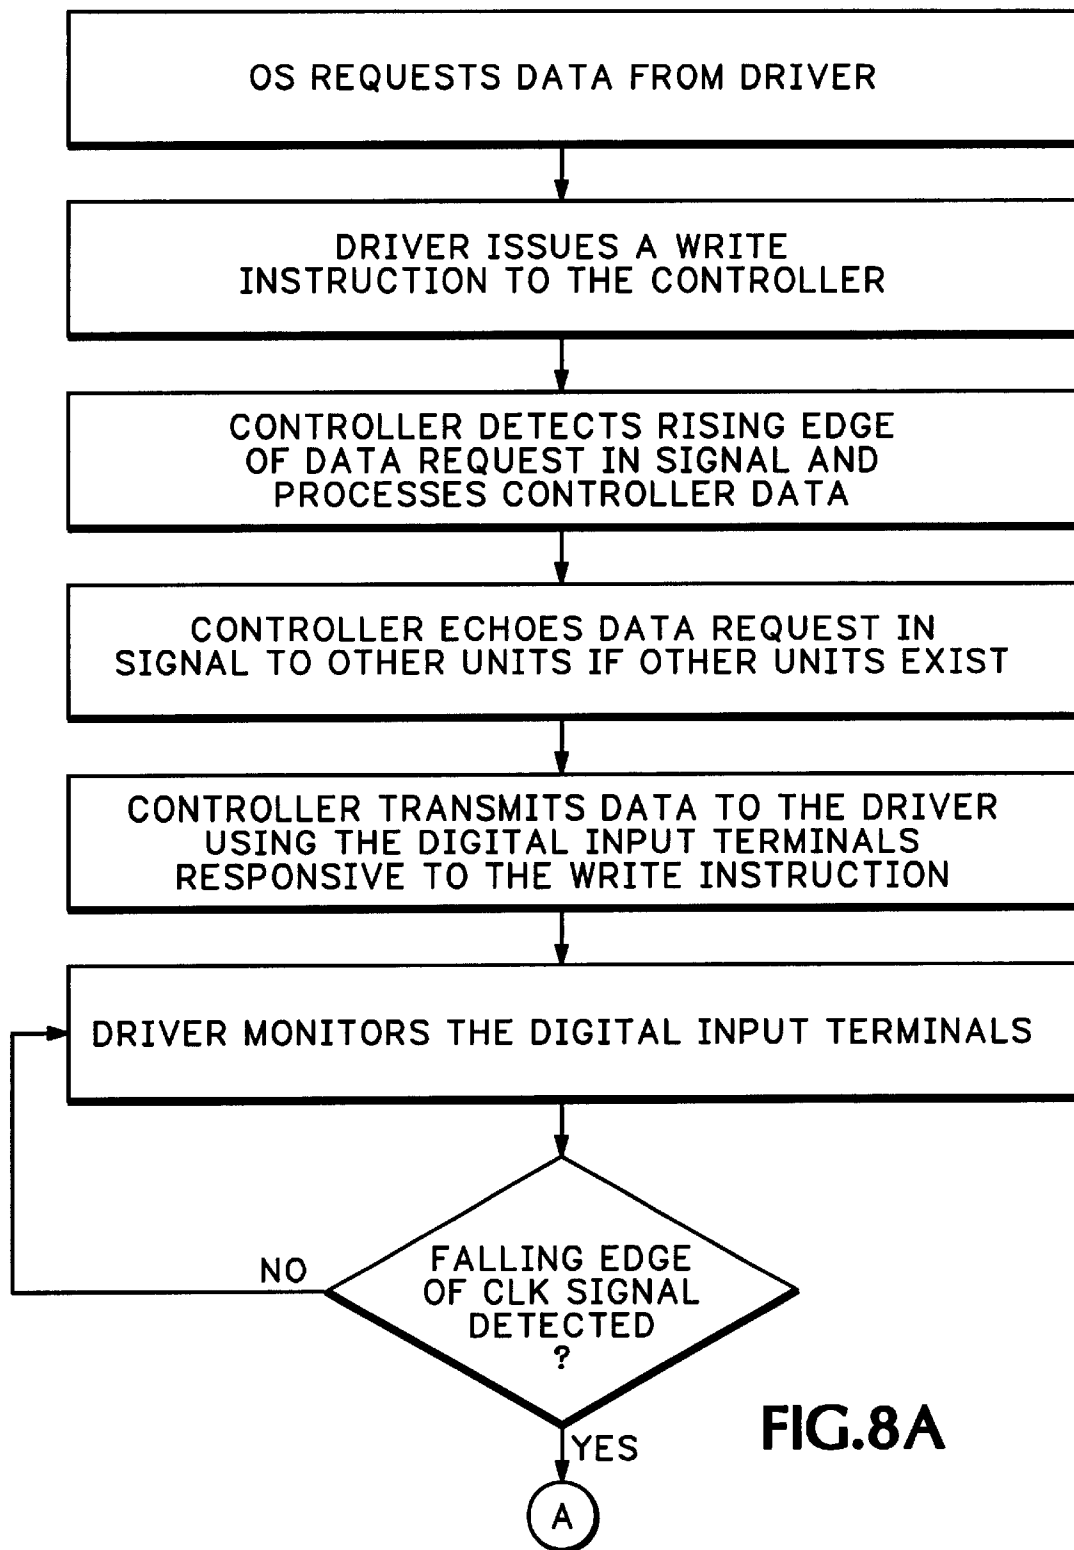 OS REQUESTS DATA FROM DRIVER
DRIVER ISSUES A WRITE
INSTRUCTION TO THE CONTROLLER
CONTROLLER DETECTS RISING EDGE
OF DATA REQUEST IN SIGNAL AND
PROCESSES CONTROLLER DATA
CONTROLLER ECHOES DATA REQUEST IN
SIGNAL TO OTHER UNITS IF OTHER UNITS EXIST
CONTROLLER TRANSMITS DATA TO THE DRIVER
USING THE DIGITAL INPUT TERMINALS
RESPONSIVE TO THE WRITE INSTRUCTION
DRIVER MONITORS THE DIGITAL INPUT TERMINALS
NO
FALLING EDGE
OF CLK SIGNAL
DETECTED
?
YES
A
FIG.8A